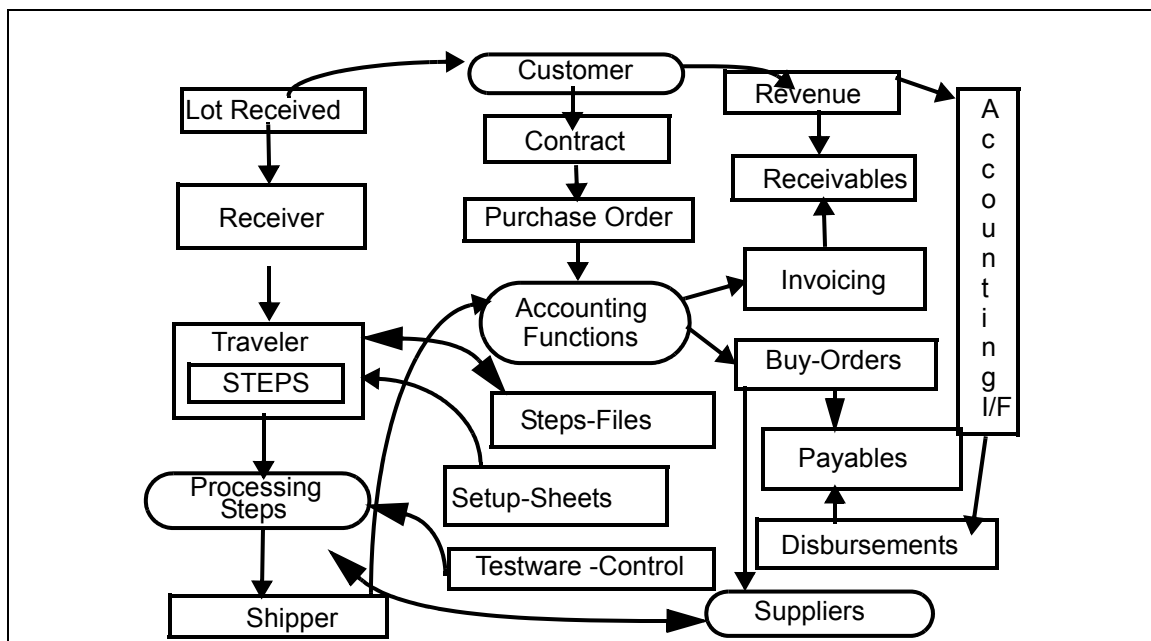 Customer
Revenue
Lot Received
Contract
Receivables
Receiver
Purchase Order
Invoicing
Accounting
Functions
Traveler
STEPS
Buy-Orders
Steps-Files
Accounting I/F
Payables
Processing
Steps
Setup-Sheets
Disbursements
Testware -Control
Shipper
Suppliers